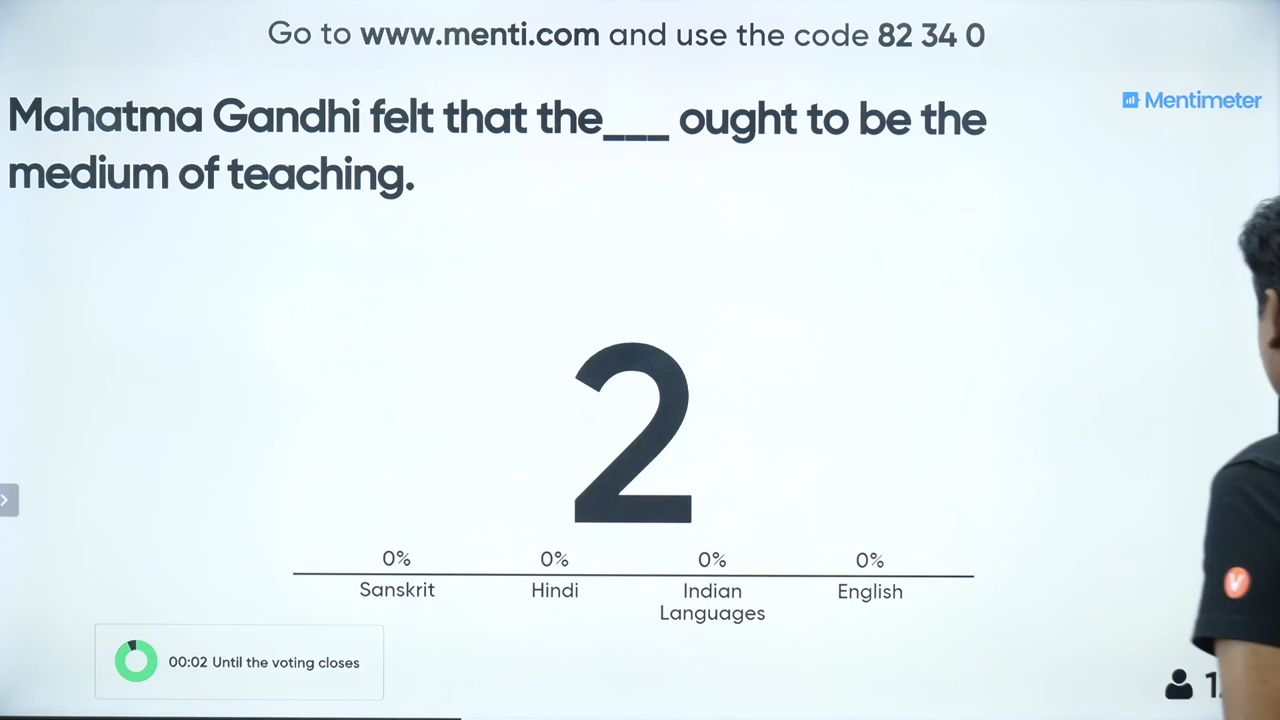 Go to www.menti.com and use the code 82 34 0
Mentimeter
Mahatma Gandhi felt that the___ ought to be the
medium of teaching.
2
0% 0% 0% 0%
Sanskrit Hindi Indian English
Languages
00:02 Until the voting closes